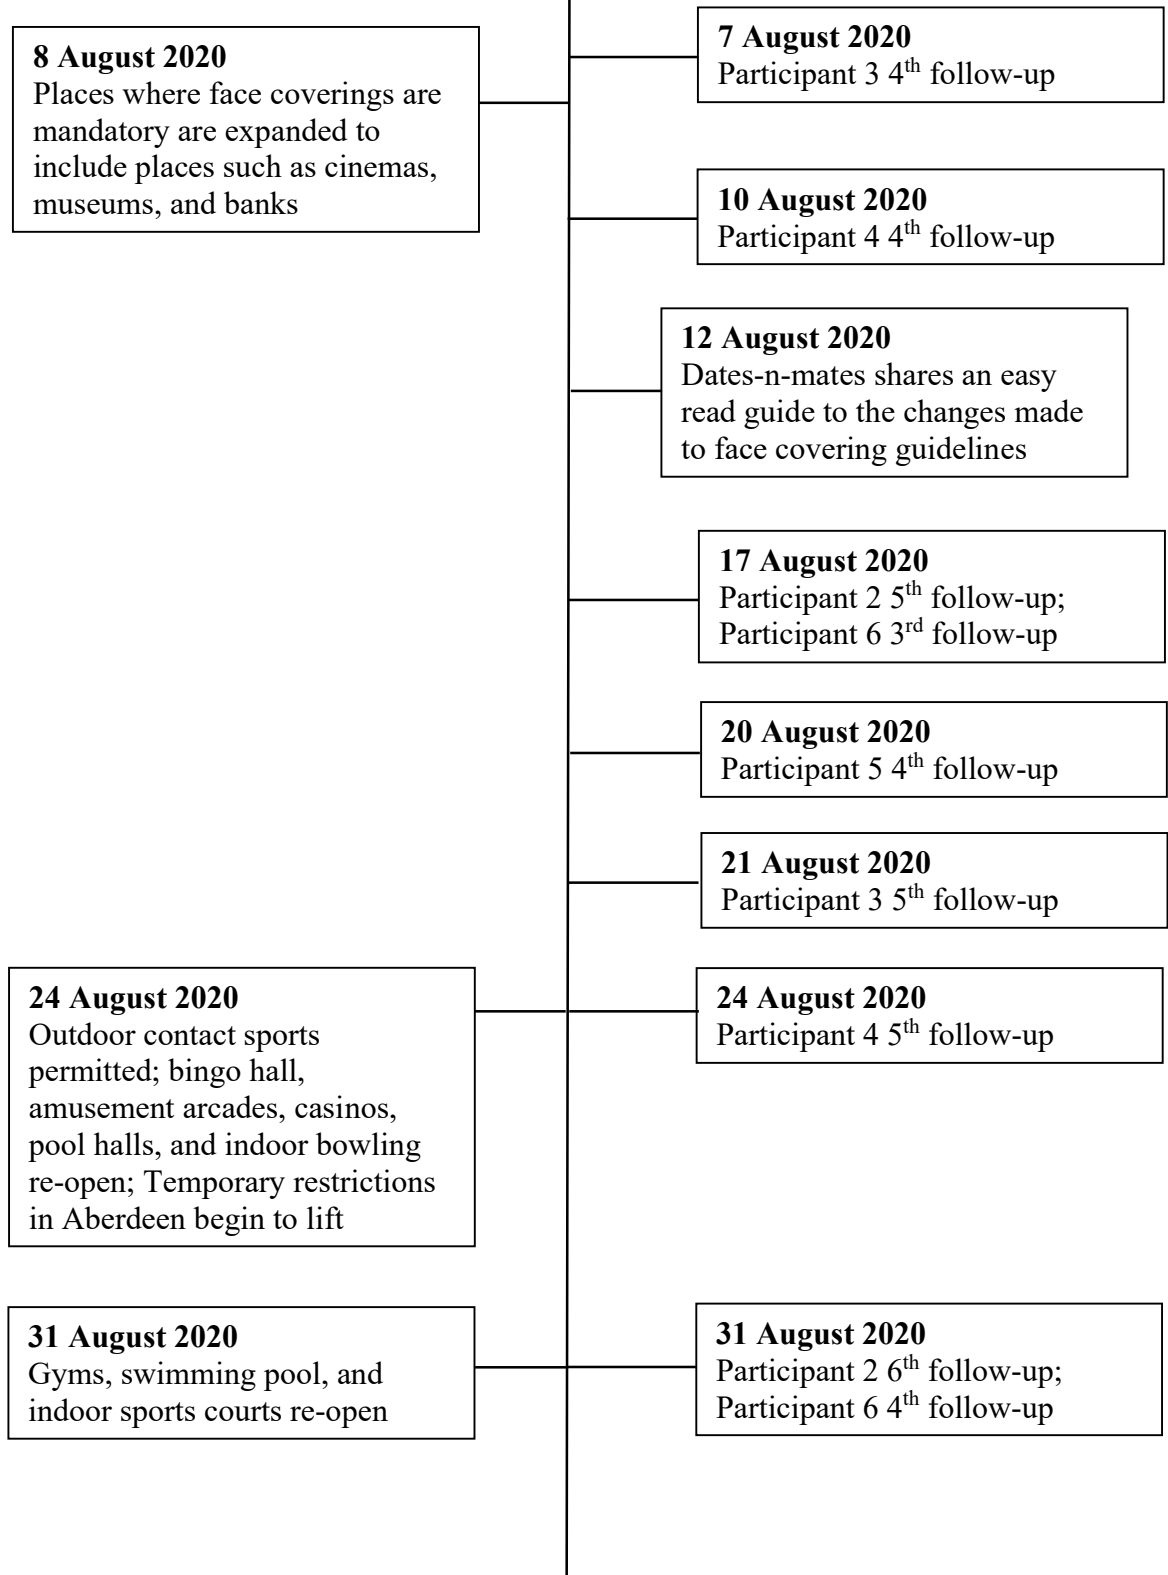 8 August 2020
Places where face coverings are
mandatory are expanded to
include places such as cinemas,
museums, and banks
7 August 2020
Participant 3 4th follow-up
10 August 2020
Participant 4 4th follow-up
12 August 2020
Dates-n-mates shares an easy
read guide to the changes made
to face covering guidelines
17 August 2020
Participant 2 5th follow-up;
Participant 6 3rd follow-up
20 August 2020
Participant 5 4th follow-up
21 August 2020
Participant 3 5th follow-up
24 August 2020
Outdoor contact sports
permitted; bingo hall,
amusement arcades, casinos,
pool halls, and indoor bowling
re-open; Temporary restrictions
in Aberdeen begin to lift
24 August 2020
Participant 4 5th follow-up
31 August 2020
Gyms, swimming pool, and
indoor sports courts re-open
31 August 2020
Participant 2 6th follow-up;
Participant 6 4th follow-up